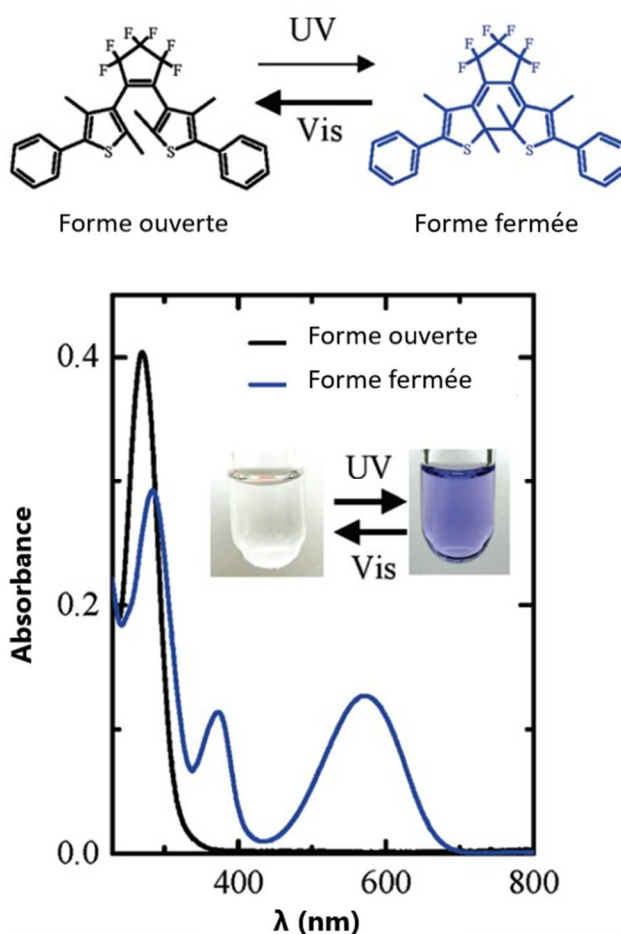 UV
Vis
F F F F F F
S S
F F F F F F
S S
Forme ouverte
Forme fermée
Forme ouverte
Forme fermée
UV
Vis
Absorbance
0.4
0.2
0.0
400 600 800
λ (nm)